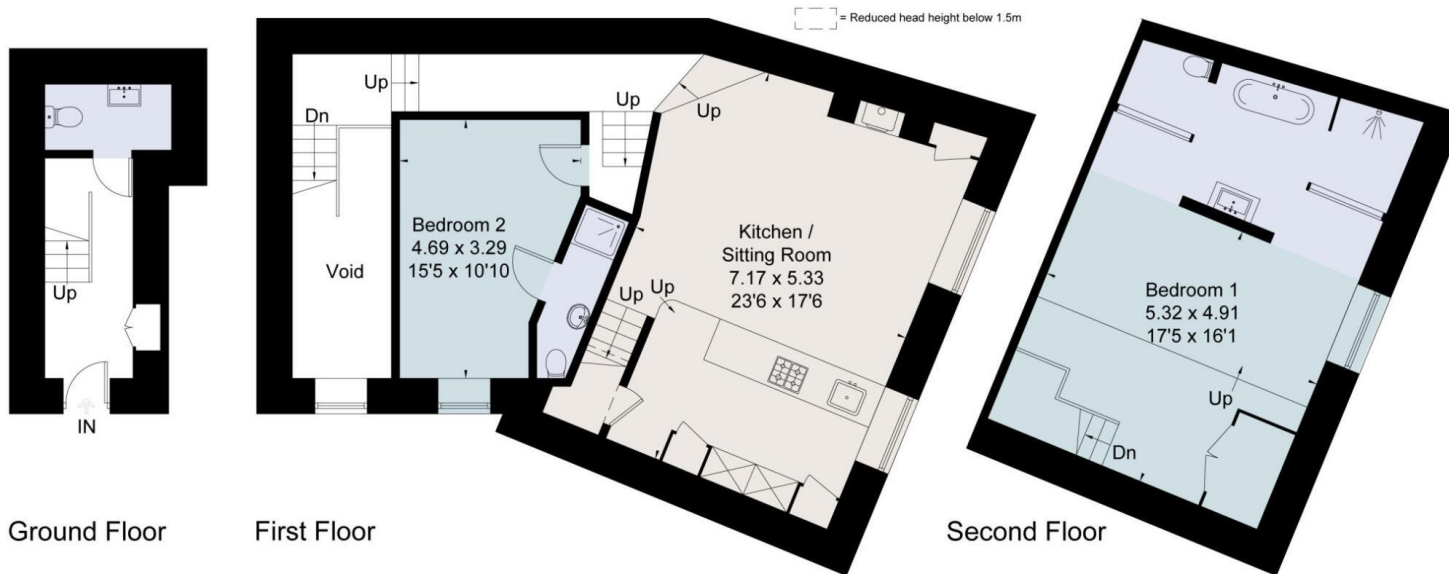 = Reduced head height below 1.5m
Up
IN
Ground Floor
Dn
Up
Up
Up
Void
Bedroom 2
4.69 x 3.29
15'5 x 10'10
Kitchen /
Sitting Room
7.17 x 5.33
23'6 x 17'6
Up
Up
First Floor
Bedroom 1
5.32 x 4.91
17'5 x 16'1
Up
Dn
Second Floor